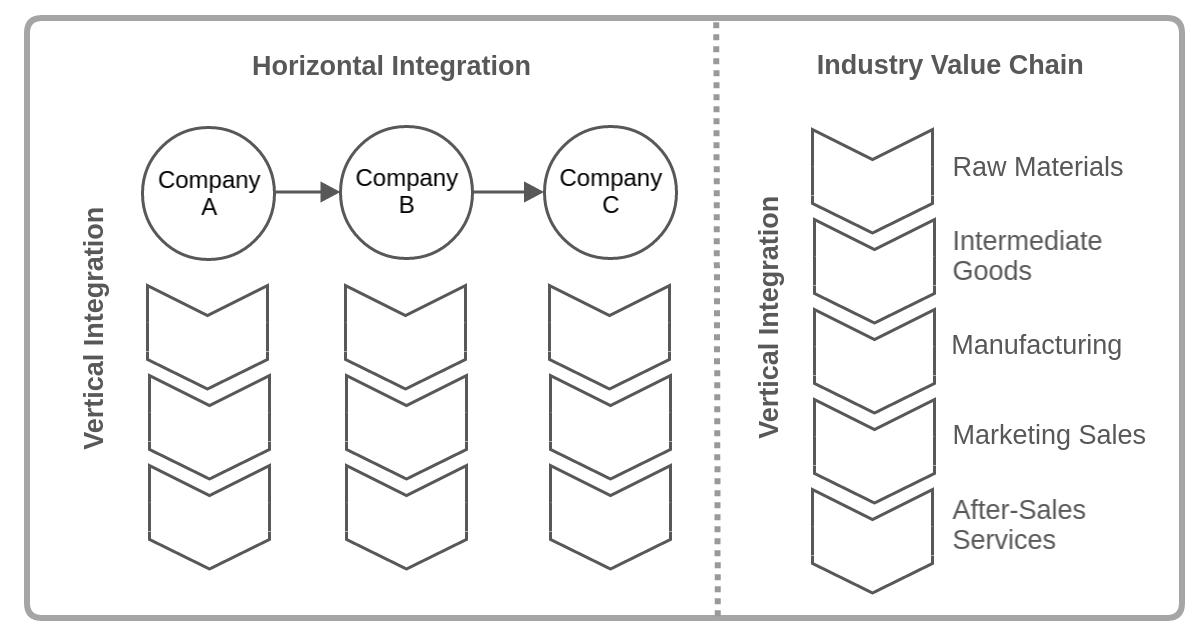 Horizontal Integration
Company
A
Company
B
Company
C
Vertical Integration
Industry Value Chain
Vertical Integration
Raw Materials
Intermediate
Goods
Manufacturing
Marketing Sales
After-Sales
Services